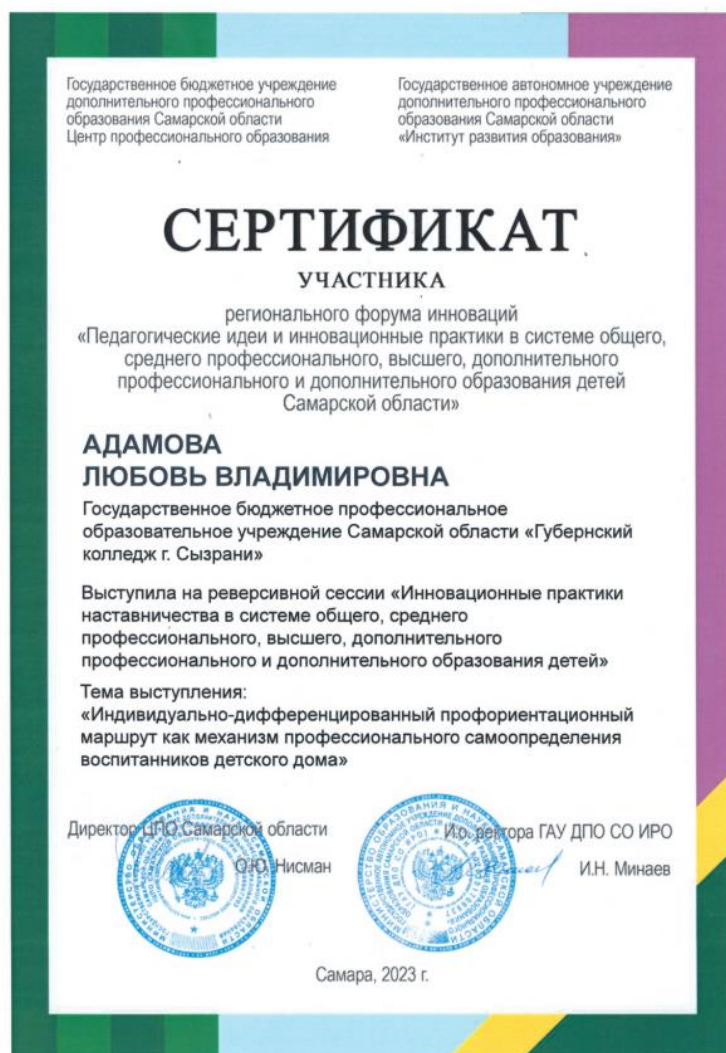 Государственное бюджетное учреждение
дополнительного профессионального
образования Самарской области
Центр профессионального образования
Государственное автономное учреждение
дополнительного профессионального
образования Самарской области
«Институт развития образования»
СЕРТИФИКАТ
УЧАСТНИКА
регионального форума инноваций
«Педагогические идеи и инновационные практики в системе общего,
среднего профессионального, высшего, дополнительного
профессионального и дополнительного образования детей
Самарской области»
АДАМОВА
ЛЮБОВЬ ВЛАДИМИРОВНА
Государственное бюджетное профессиональное
образовательное учреждение Самарской области «Губернский
колледж г. Сызрани»
Выступила на реверсивной сессии «Инновационные практики
наставничества в системе общего, среднего
профессионального, высшего, дополнительного
профессионального и дополнительного образования детей»
Тема выступления:
«Индивидуально-дифференцированный профориентационный
маршрут как механизм профессионального самоопределения
воспитанников детского дома»
Директор ЦПО Самарской области
О.Ю. Нисман
И.о. ректора ГАУ ДПО СО ИРО
И.Н. Минаев
Самара, 2023 г.